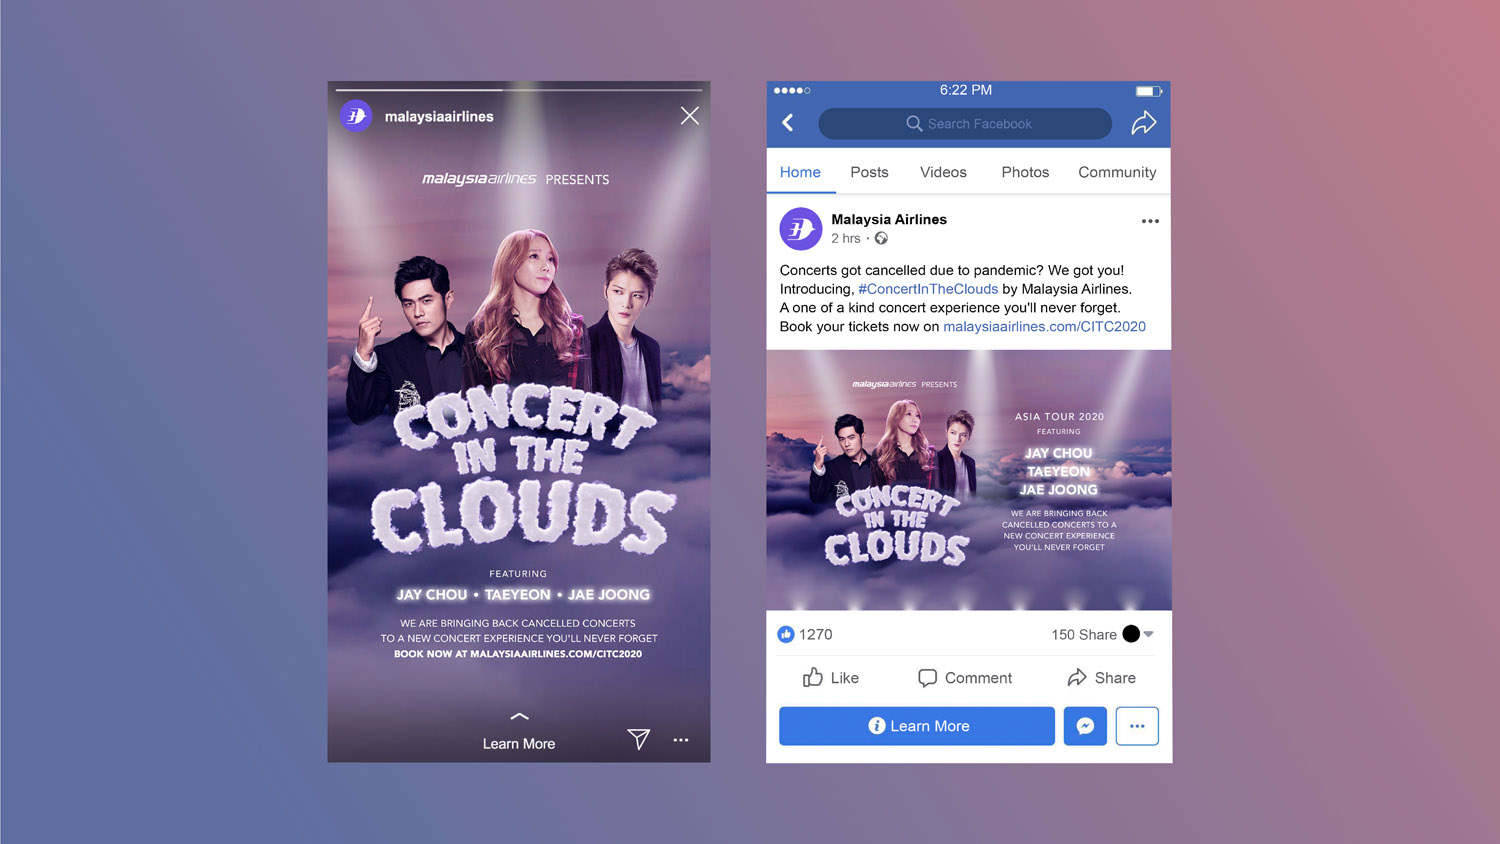 malaysiaairlines
malaysia airlines PRESENTS
CONCERT
IN THE
CLOUDS
FEATURING
JAY CHOU • TAEYEON • JAE JOONG
WE ARE BRINGING BACK CANCELLED CONCERTS
TO A NEW CONCERT EXPERIENCE YOU'LL NEVER FORGET
BOOK NOW AT MALAYSIAAIRLINES.COM/CITC2020
Learn More
6:22 PM
Search Facebook
Home Posts Videos Photos Community
Malaysia Airlines
2 hrs ·
Concerts got cancelled due to pandemic? We got you!
Introducing, #ConcertInTheClouds by Malaysia Airlines.
A one of a kind concert experience you'll never forget.
Book your tickets now on malaysiaairlines.com/CITC2020
malaysia airlines PRESENTS
CONCERT
IN THE
CLOUDS
ASIA TOUR 2020
FEATURING
JAY CHOU
TAEYEON
JAE JOONG
WE ARE BRINGING BACK
CANCELLED CONCERTS TO A
NEW CONCERT EXPERIENCE
YOU'LL NEVER FORGET
1270 150 Share
Like Comment Share
Learn More